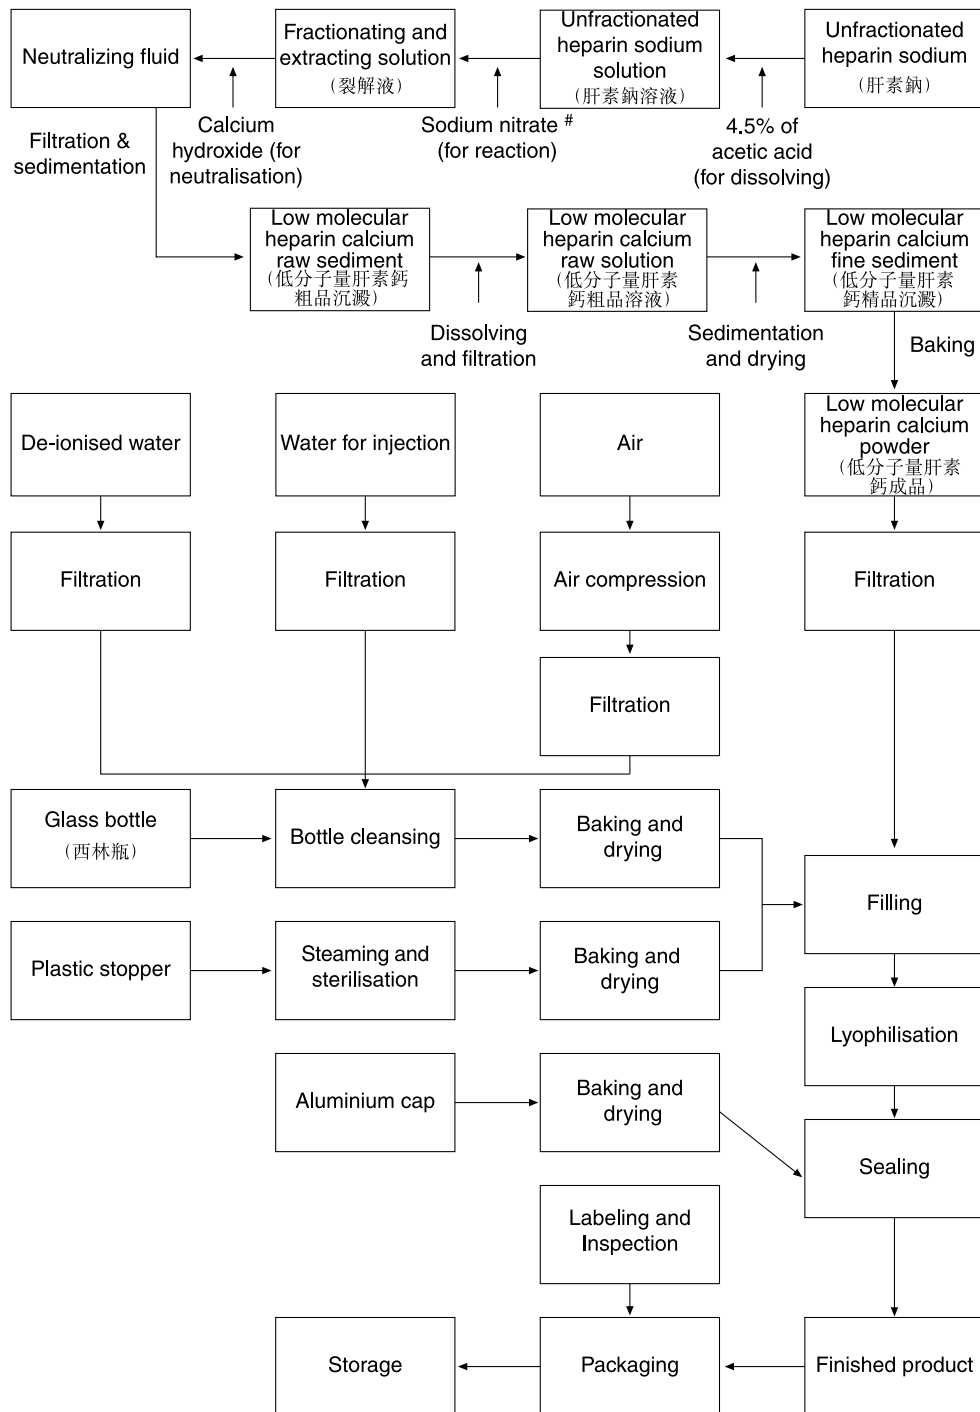 Neutralizing fluid
Fractionating and
extracting solution
(裂解液)
Unfractionated
heparin sodium
solution
(肝素鈉溶液)
Unfractionated
heparin sodium
(肝素鈉)
Filtration &
sedimentation
Calcium
hydroxide (for
neutralisation)
Sodium nitrate #
(for reaction)
4.5% of
acetic acid
(for dissolving)
Low molecular
heparin calcium
raw sediment
(低分子量肝素鈣
粗品沉澱)
Low molecular
heparin calcium
raw solution
(低分子量肝素
鈣粗品溶液)
Low molecular
heparin calcium
fine sediment
(低分子量肝素
鈣精品沉澱)
Dissolving
and filtration
Sedimentation
and drying
Baking
De-ionised water
Water for injection
Air
Low molecular
heparin calcium
powder
(低分子量肝素
鈣成品)
Filtration
Filtration
Air compression
Filtration
Filtration
Glass bottle
(西林瓶)
Bottle cleansing
Baking and
drying
Filling
Plastic stopper
Steaming and
sterilisation
Baking and
drying
Lyophilisation
Aluminium cap
Baking and
drying
Sealing
Labeling and
Inspection
Storage
Packaging
Finished product